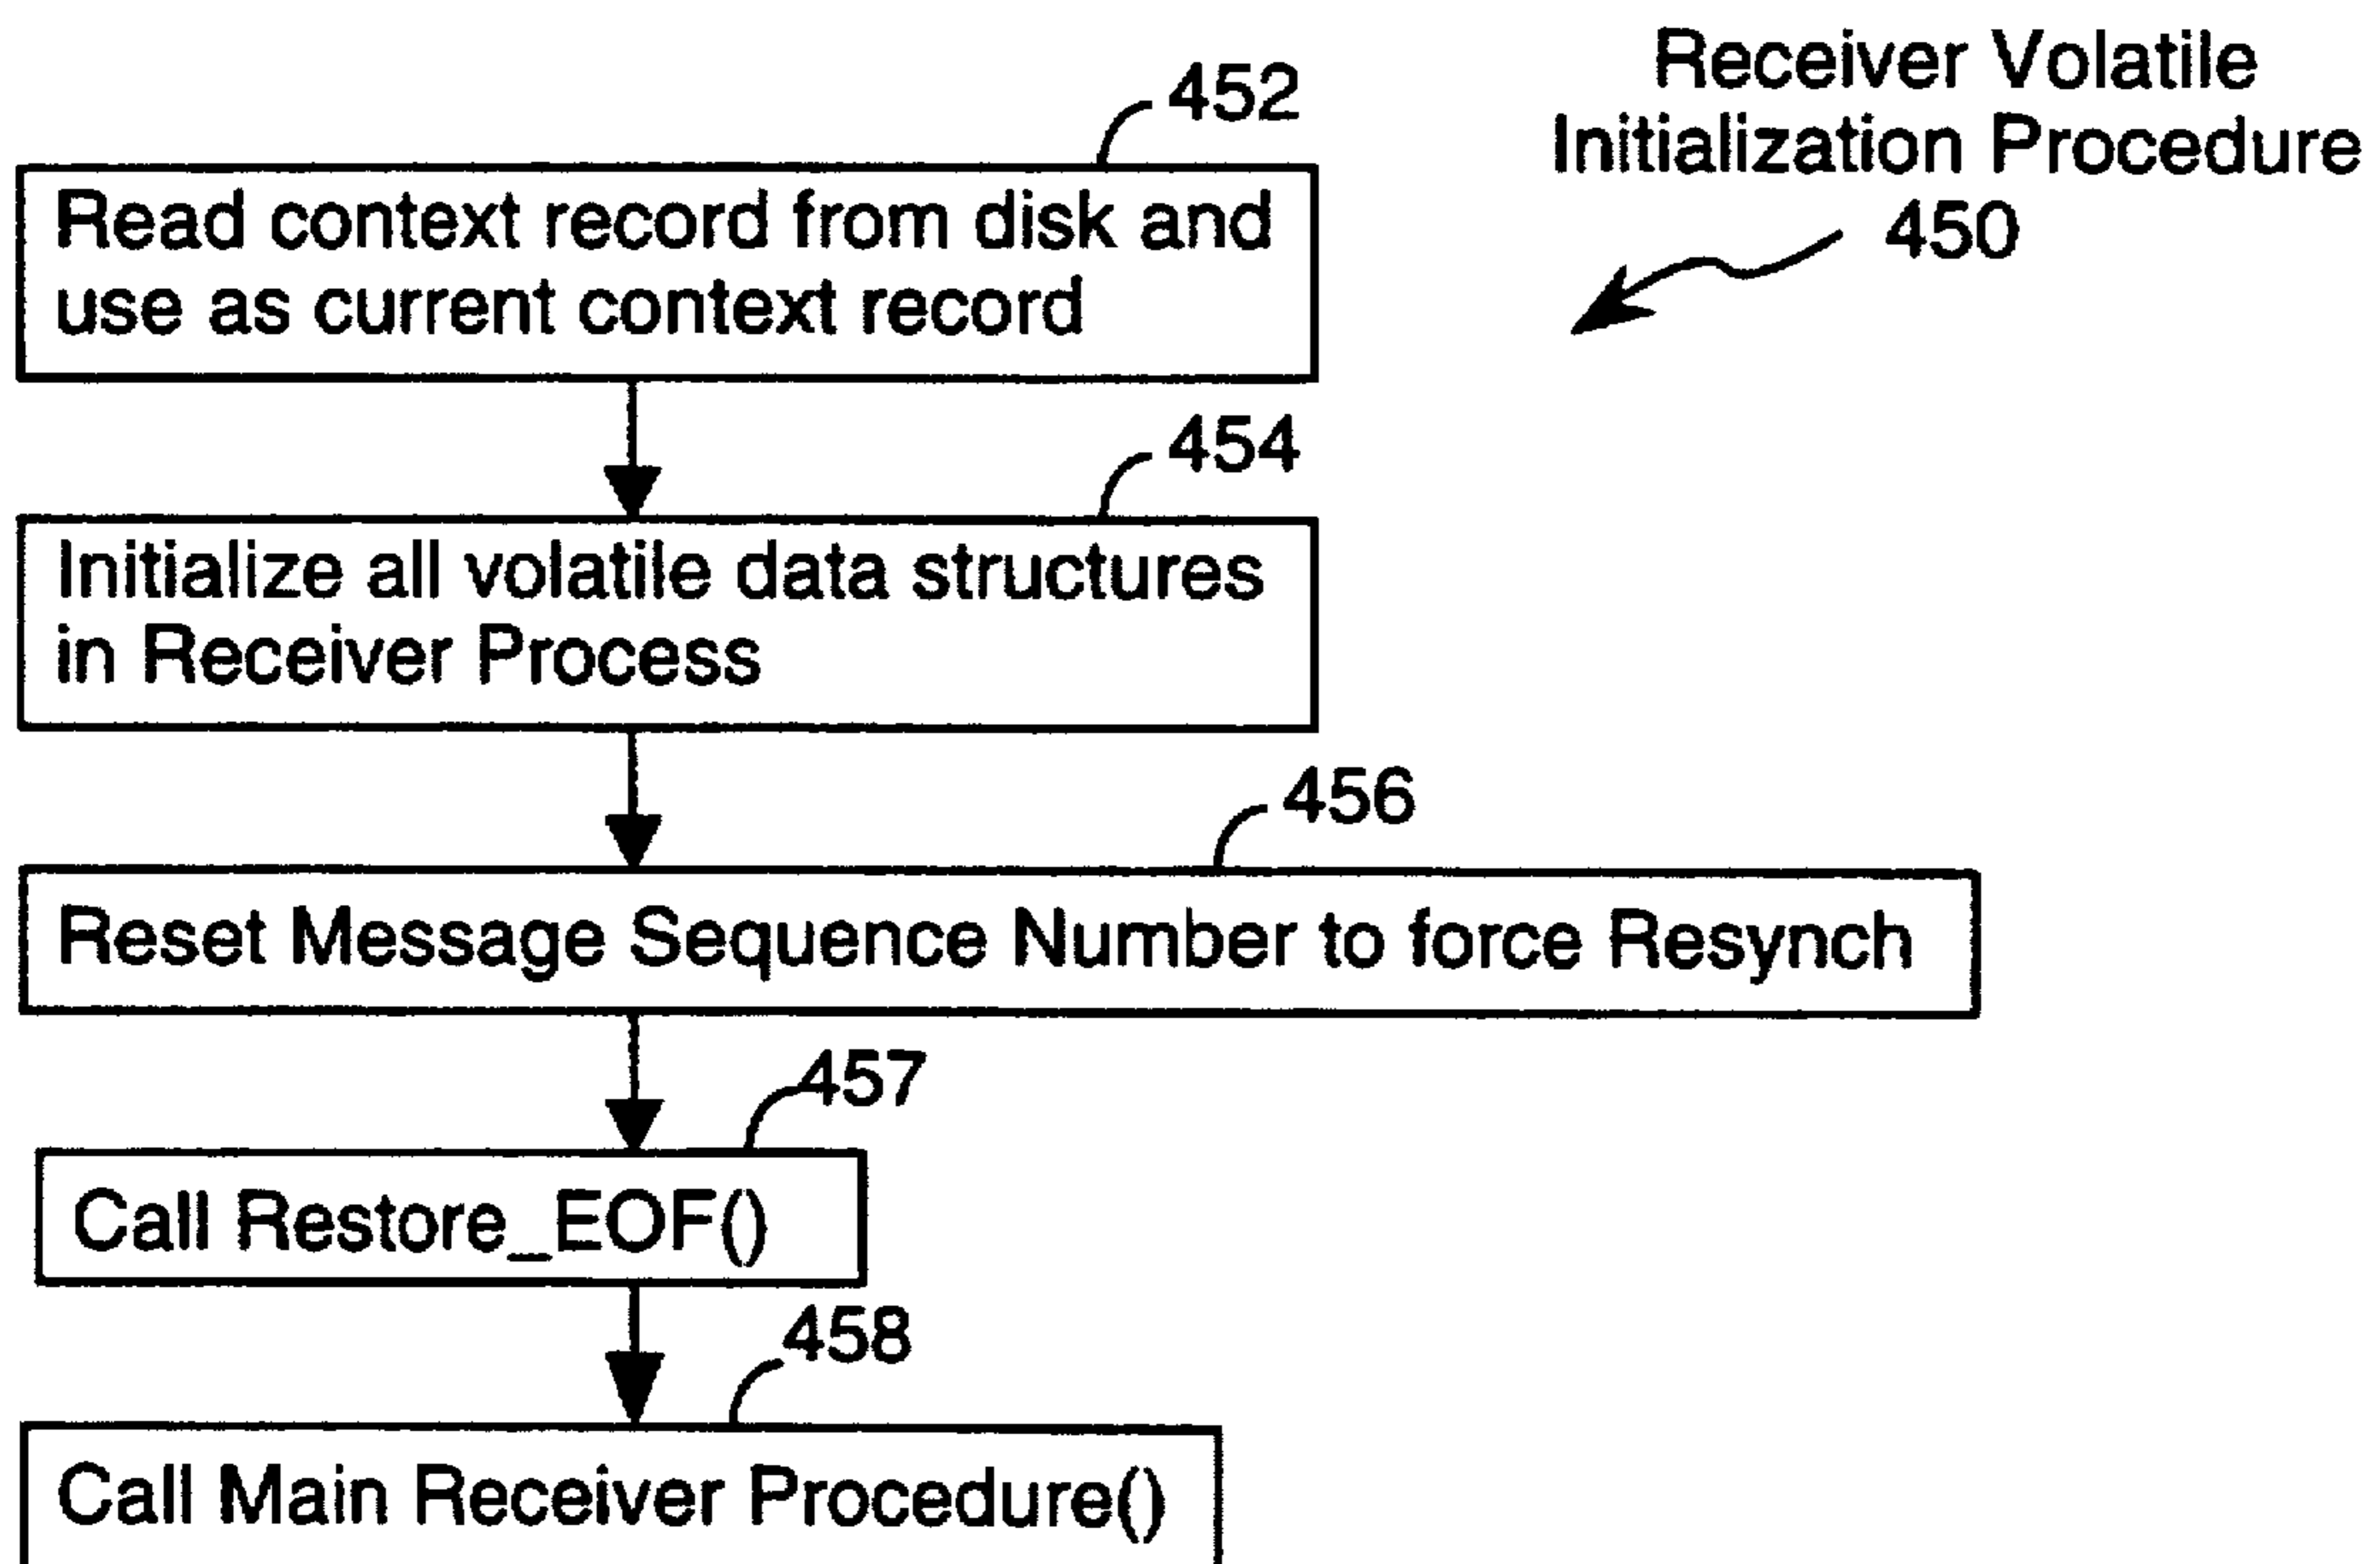 Receiver Volatile
Initialization Procedure
450
452
Read context record from disk and
use as current context record
454
Initialize all volatile data structures
in Receiver Process
456
Reset Message Sequence Number to force Resynch
457
Call Restore_EOF()
458
Call Main Receiver Procedure()